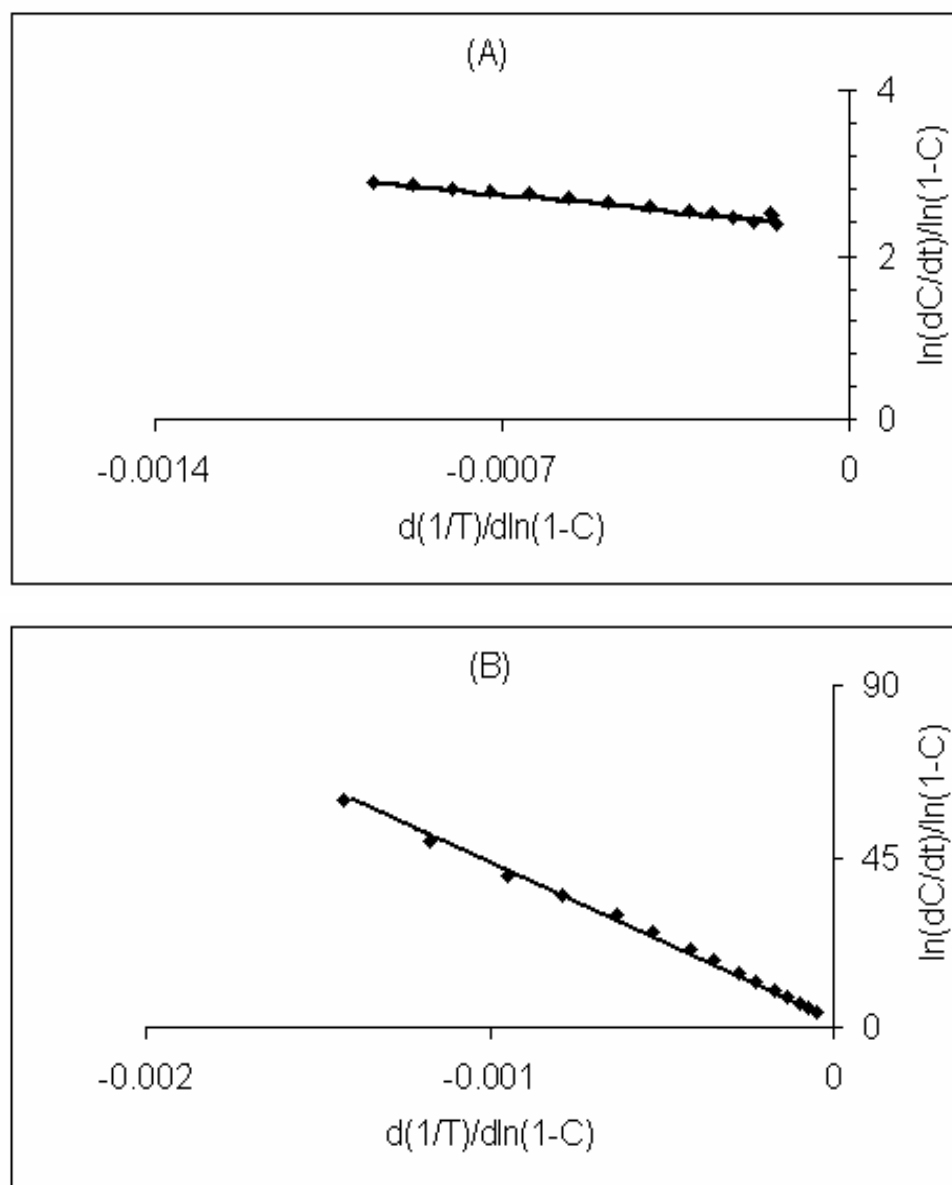 (A)
4
2
0
ln(dC/dt)/ln(1-C)
-0.0014
-0.0007
0
d(1/T)/dln(1-C)
(B)
90
45
0
ln(dC/dt)/ln(1-C)
-0.002
-0.001
0
d(1/T)/dln(1-C)